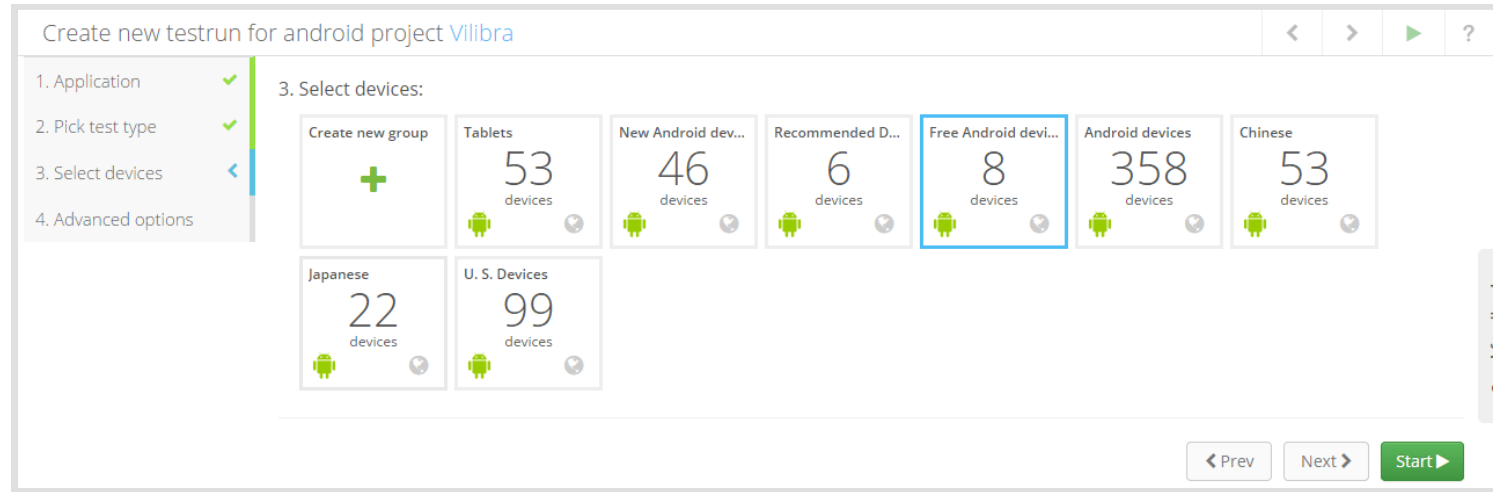 Create new testrun for android project Vilibra
?
1. Application
2. Pick test type
3. Select devices
4. Advanced options
3. Select devices:
Create new group
Tablets
53
devices
New Android dev...
46
devices
Recommended D...
6
devices
Free Android devi...
8
devices
Android devices
358
devices
Chinese
53
devices
Japanese
22
devices
U. S. Devices
99
devices
Prev
Next
Start